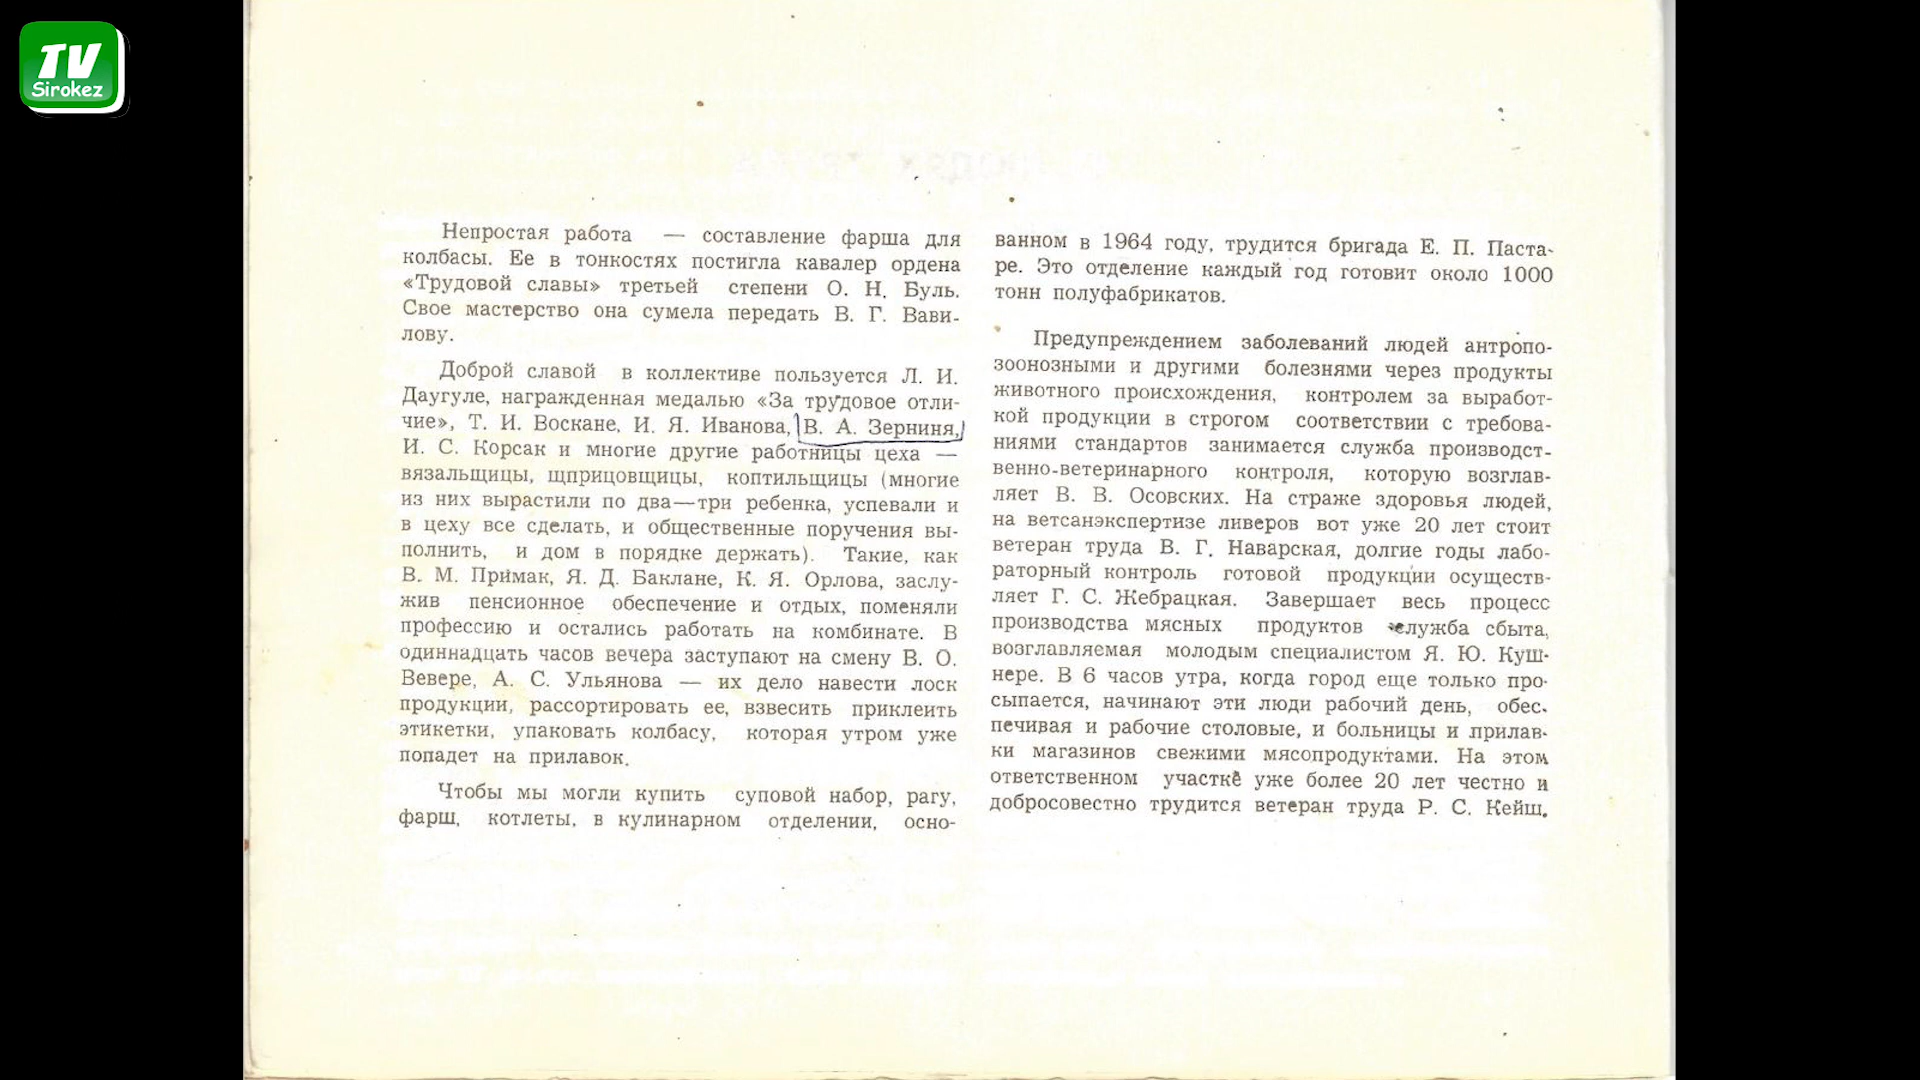 TV
Sirokez
Непростая работа — составление фарша для
колбасы. Ее в тонкостях постигла кавалер ордена
«Трудовой славы» третьей степени О. Н. Буль.
Свое мастерство она сумела передать В. Г. Вави-
лову.
Доброй славой в коллективе пользуется Л. И.
Даугуле, награжденная медалью «За трудовое отли-
чие», Т. И. Воскане, И. Я. Иванова, В. А. Зерниня,
И. С. Корсак и многие другие работницы цеха —
вязальщицы, щприцовщицы, коптильщицы (многие
из них вырастили по два—три ребенка, успевали и
в цеху все сделать, и общественные поручения вы-
полнить, и дом в порядке держать). Такие, как
В. М. Примак, Я. Д. Баклане, К. Я. Орлова, заслу-
жив пенсионное обеспечение и отдых, поменяли
профессию и остались работать на комбинате. В
одиннадцать часов вечера заступают на смену В. О.
Вевере, А. С. Ульянова — их дело навести лоск
продукции, рассортировать ее, взвесить приклеить
этикетки, упаковать колбасу, которая утром уже
попадет на прилавок.
Чтобы мы могли купить суповой набор, рагу,
фарш, котлеты, в кулинарном отделении, осно-
ванном в 1964 году, трудится бригада Е. П. Паста-
ре. Это отделение каждый год готовит около 1000
тонн полуфабрикатов.
Предупреждением заболеваний людей антропо-
зоонозными и другими болезнями через продукты
животного происхождения, контролем за выработ-
кой продукции в строгом соответствии с требова-
ниями стандартов занимается служба производст-
венно-ветеринарного контроля, которую возглав-
ляет В. В. Осовских. На страже здоровья людей,
на ветсанэкспертизе ливеров вот уже 20 лет стоит
ветеран труда В. Г. Наварская, долгие годы лабо-
раторный контроль готовой продукции осуществ-
ляет Г. С. Жебрацкая. Завершает весь процесс
производства мясных продуктов служба сбыта,
возглавляемая молодым специалистом Я. Ю. Куш-
нере. В 6 часов утра, когда город еще только про-
сыпается, начинают эти люди рабочий день, обес-
печивая и рабочие столовые, и больницы и прилав-
ки магазинов свежими мясопродуктами. На этом
ответственном участке уже более 20 лет честно и
добросовестно трудится ветеран труда Р. С. Кейщ.